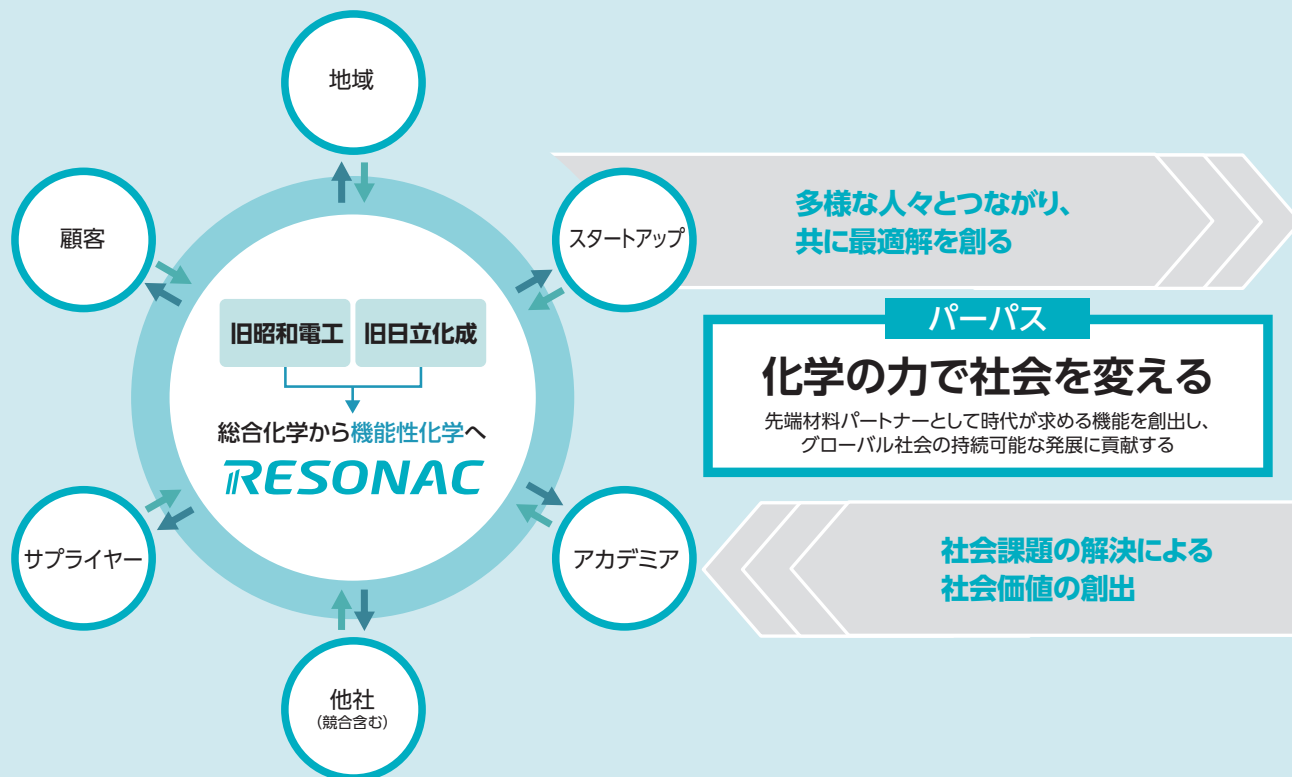 地域
顧客
スタートアップ
旧昭和電工
旧日立化成
総合化学から機能性化学へ
RESONAC
サプライヤー
アカデミア
他社
(競合含む)
多様な人々とつながり、
共に最適解を創る
パーパス
化学の力で社会を変える
先端材料パートナーとして時代が求める機能を創出し、
グローバル社会の持続可能な発展に貢献する
社会課題の解決による
社会価値の創出